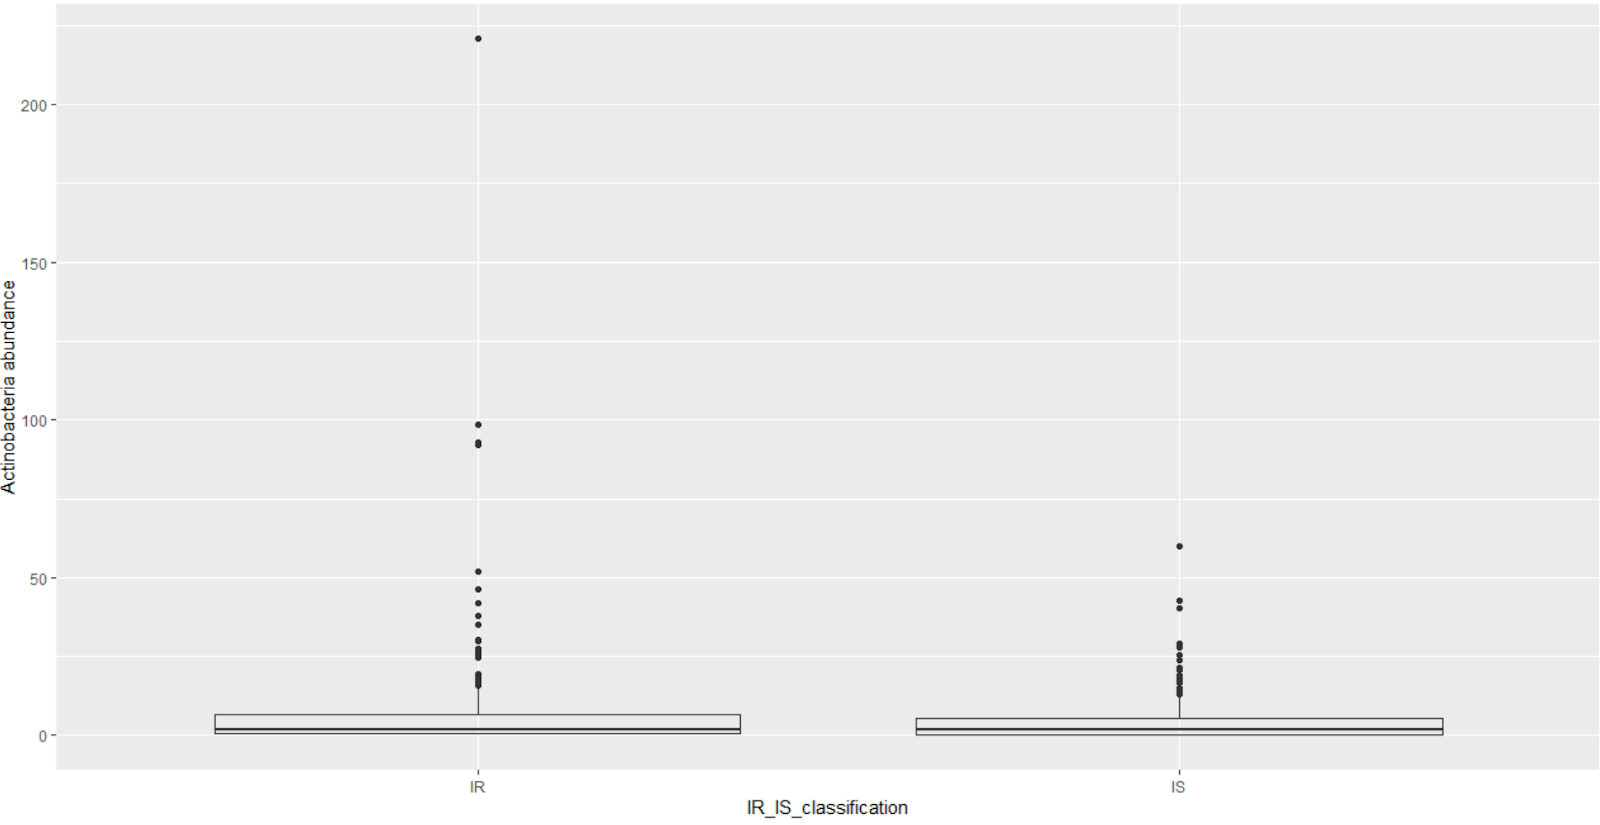 Actinobacteria abundance
200
150
100
50
0
IR
IS
IR_IS_classification